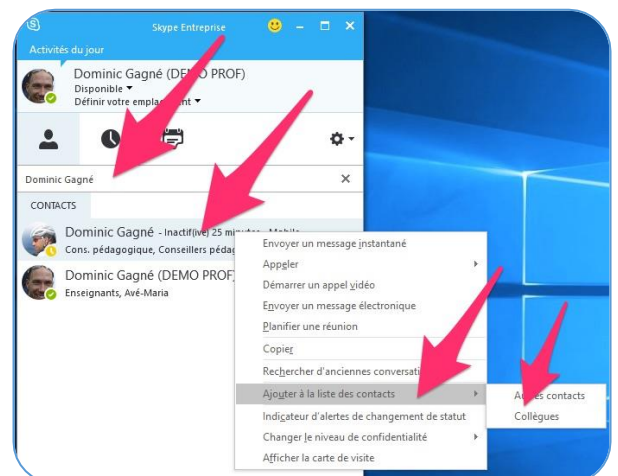 Skype Entreprise
Activités du jour
Dominic Gagné (DEMO PROF)
Disponible
Définir votre emplacement
Dominic Gagné
CONTACTS
Dominic Gagné - Inactif(ive) 25 minutes - Mobile
Cons. pédagogique, Conseillers
Dominic Gagné (DEMO PROF)
Enseignants, Avé-Maria
Envoyer un message instantané
Appeler
Démarrer un appel vidéo
Envoyer un message électronique
Planifier une réunion
Copier
Rechercher d'anciennes
Ajouter à la liste des contacts
Indicateur d'alertes de changement de statut
Changer le niveau de confidentialité
Afficher la carte de visite
Autres contacts
Collègues